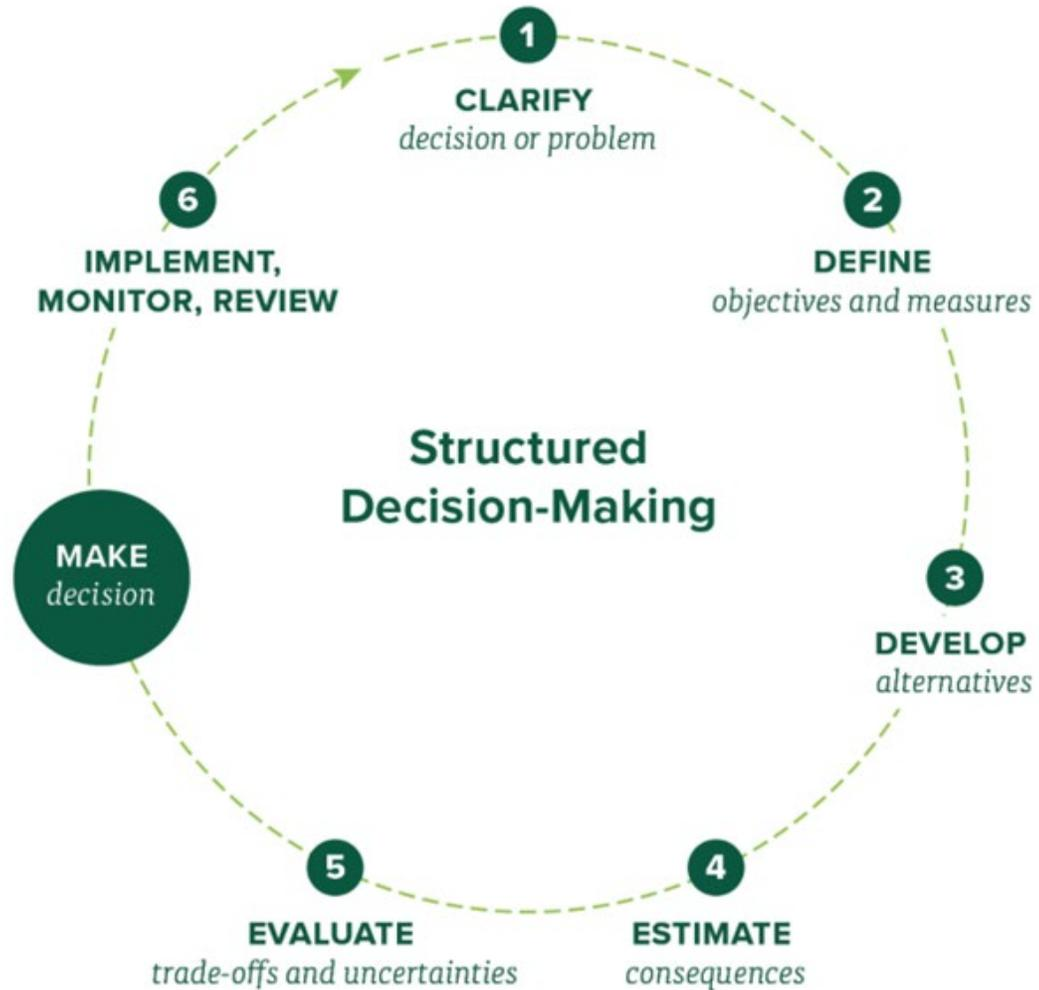 1
CLARIFY
decision or problem
2
DEFINE
objectives and measures
3
DEVELOP
alternatives
4
ESTIMATE
consequences
5
EVALUATE
trade-offs and uncertainties
MAKE
decision
6
IMPLEMENT,
MONITOR, REVIEW
Structured
Decision-Making